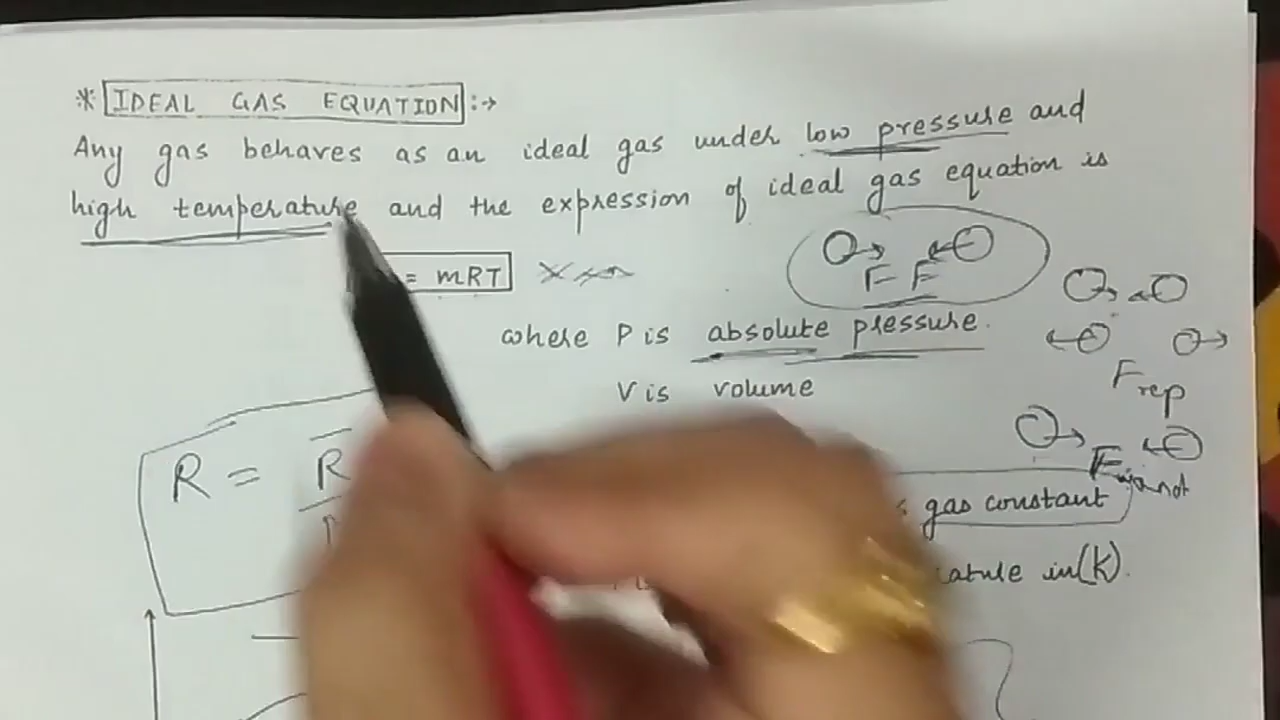 * IDEAL GAS EQUATION :→
Any gas behaves as an ideal gas under low pressure and
high temperature and the expression of ideal gas equation is
= mRT
F F
where P is absolute pressure.
V is volume
F rep
R = R
gas constant
in (K).